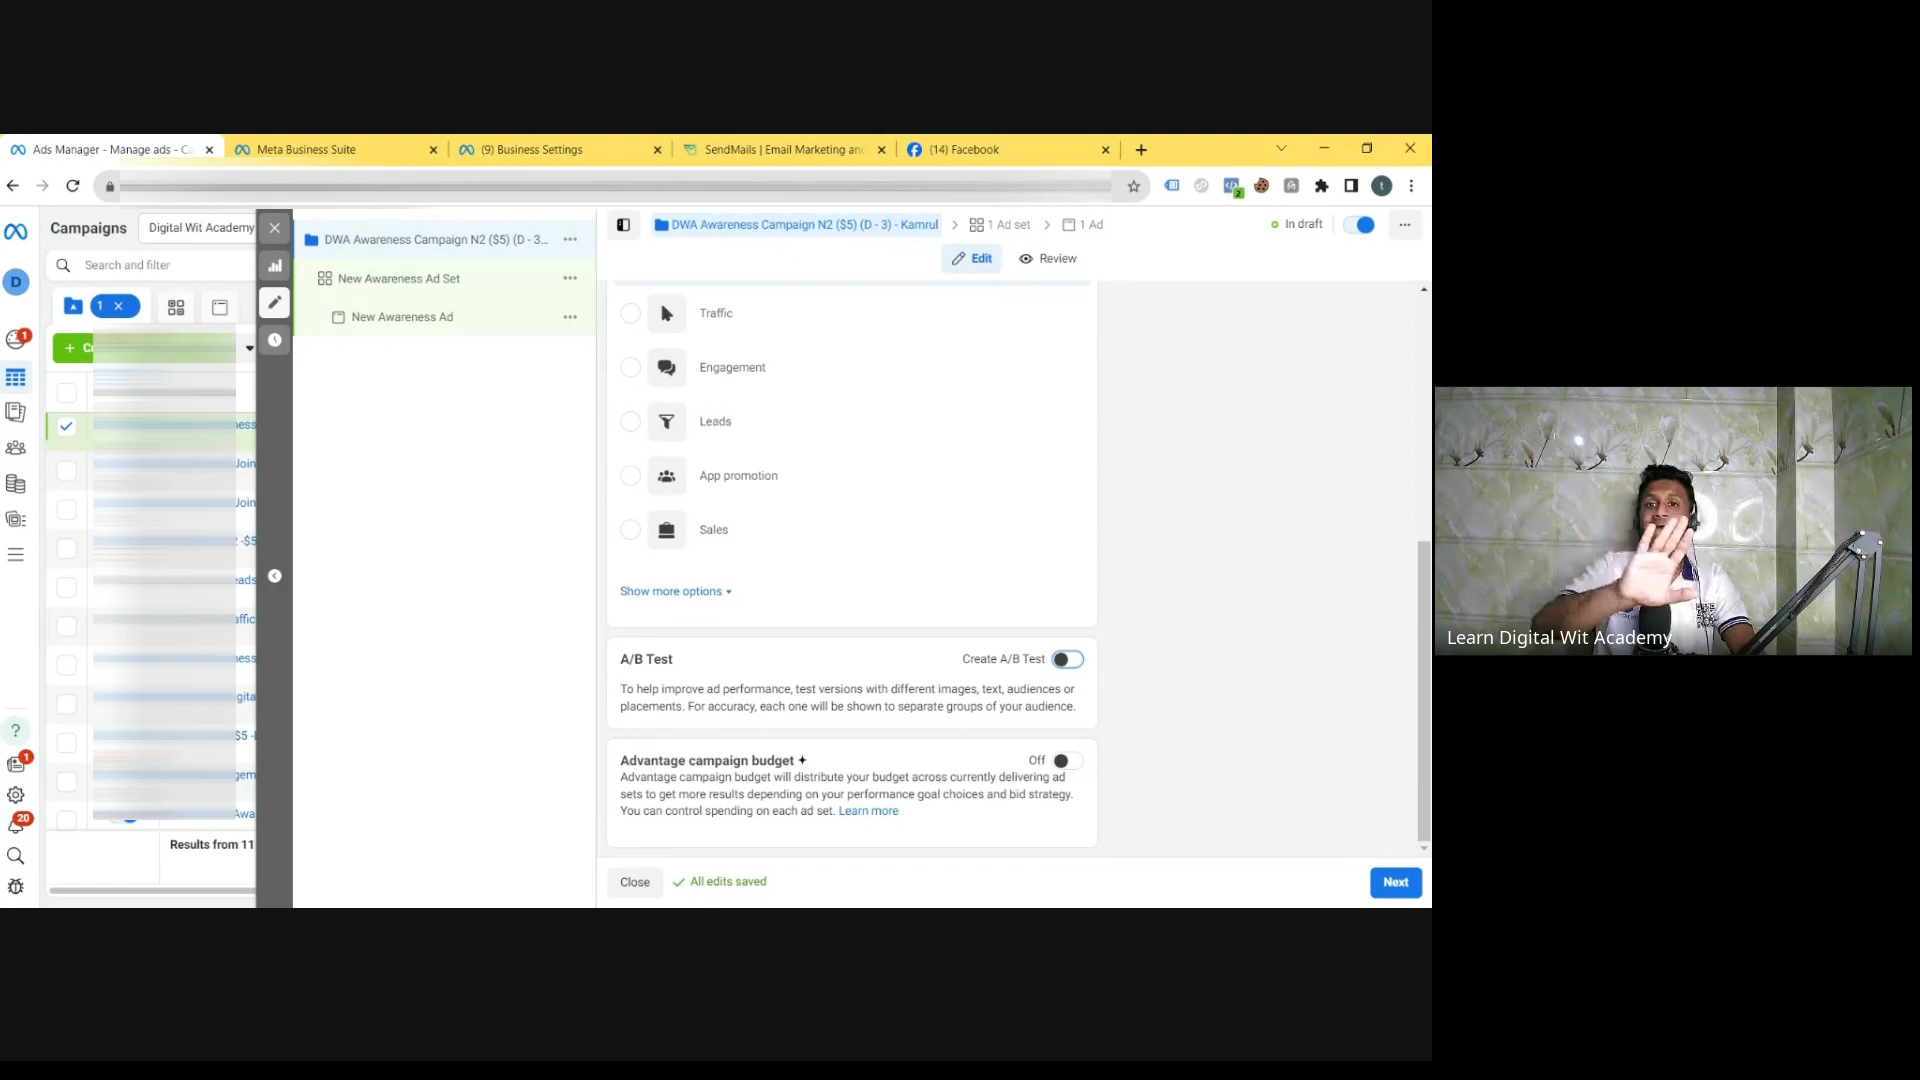 Ads Manager - Manage ads - Ca
Meta Business Suite
(9) Business Settings
SendMails | Email Marketing and
(14) Facebook
2
t
Campaigns
Digital Wit Academy
DWA Awareness Campaign N2 ($5) (D - 3...
DWA Awareness Campaign N2 ($5) (D - 3) - Kamrul
1 Ad set
1 Ad
In draft
Search and filter
Edit
Review
D
New Awareness Ad Set
New Awareness Ad
1
1
Traffic
Engagement
Leads
App promotion
Sales
Show more options
A/B Test
Create A/B Test
To help improve ad performance, test versions with different images, text, audiences or
placements. For accuracy, each one will be shown to separate groups of your audience.
Advantage campaign budget
Off
Advantage campaign budget will distribute your budget across currently delivering ad
sets to get more results depending on your performance goal choices and bid strategy.
You can control spending on each ad set. Learn more
?
1
20
Results from 11
Close
All edits saved
Next
Learn Digital Wit Academy